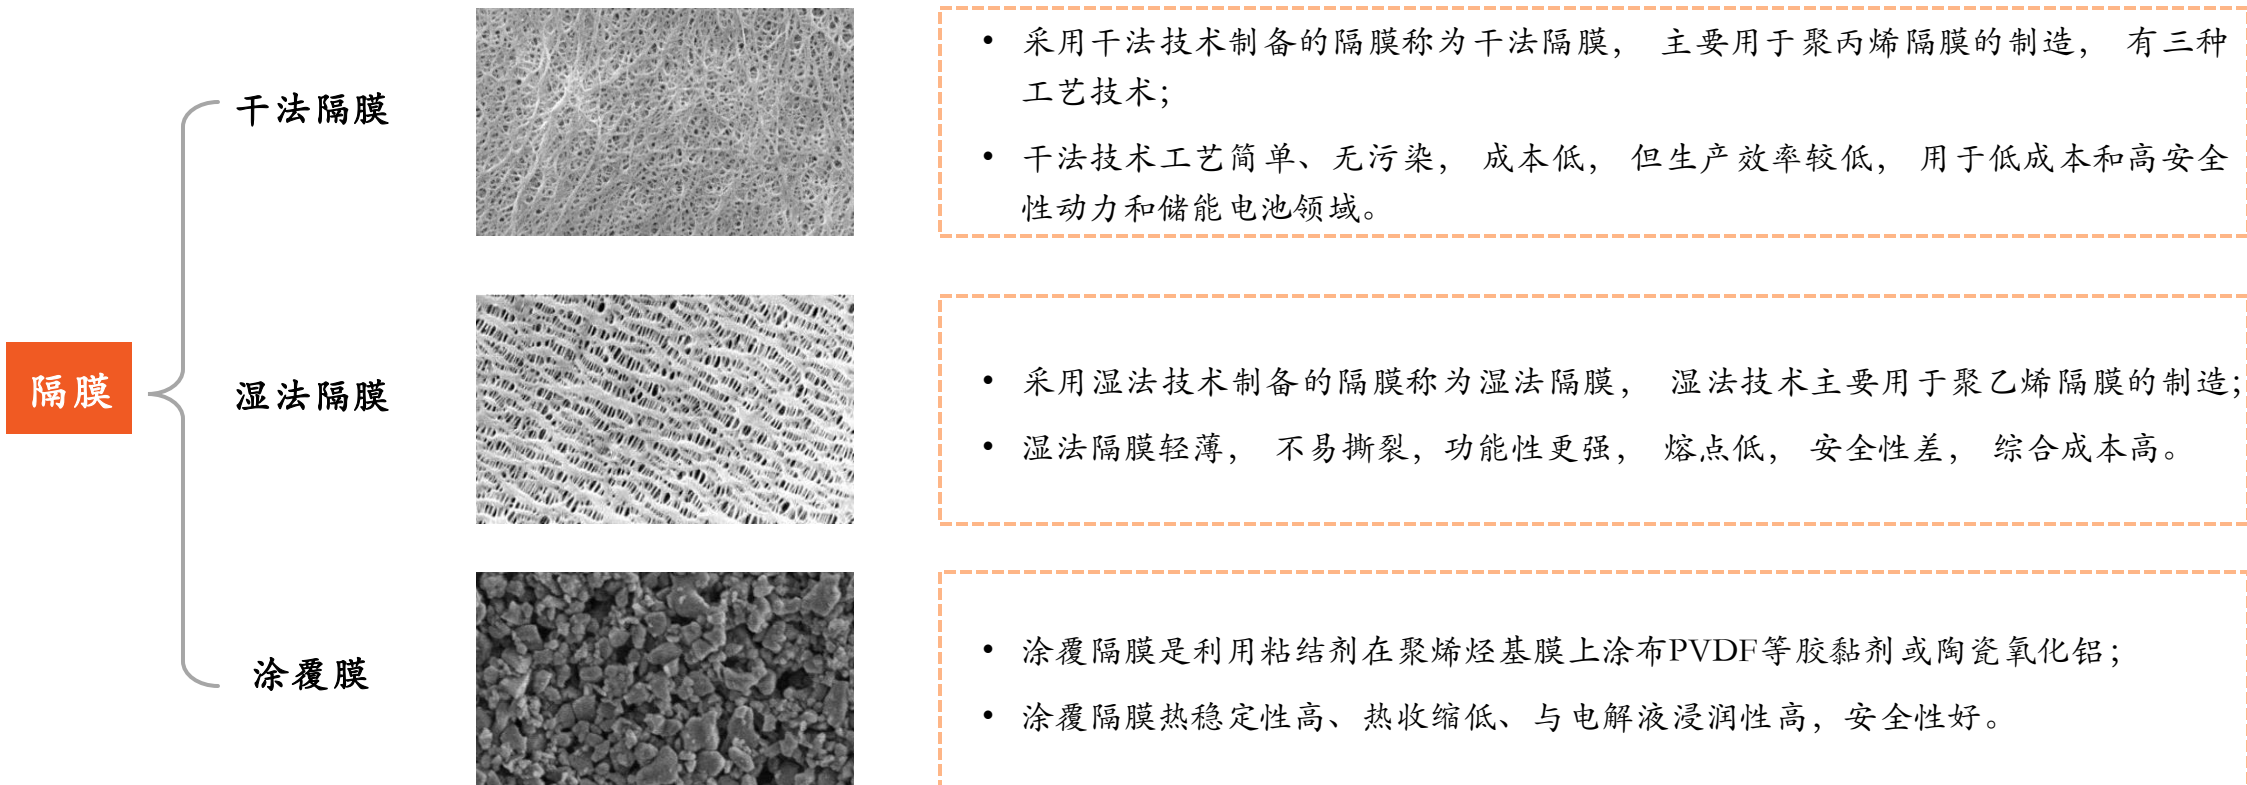 隔膜
干法隔膜
• 采用干法技术制备的隔膜称为干法隔膜， 主要用于聚丙烯隔膜的制造， 有三种
工艺技术；
• 干法技术工艺简单、无污染， 成本低， 但生产效率较低， 用于低成本和高安全
性动力和储能电池领域。
湿法隔膜
• 采用湿法技术制备的隔膜称为湿法隔膜， 湿法技术主要用于聚乙烯隔膜的制造；
• 湿法隔膜轻薄， 不易撕裂，功能性更强， 熔点低， 安全性差， 综合成本高。
涂覆膜
• 涂覆隔膜是利用粘结剂在聚烯烃基膜上涂布PVDF等胶黏剂或陶瓷氧化铝；
• 涂覆隔膜热稳定性高、热收缩低、与电解液浸润性高，安全性好。